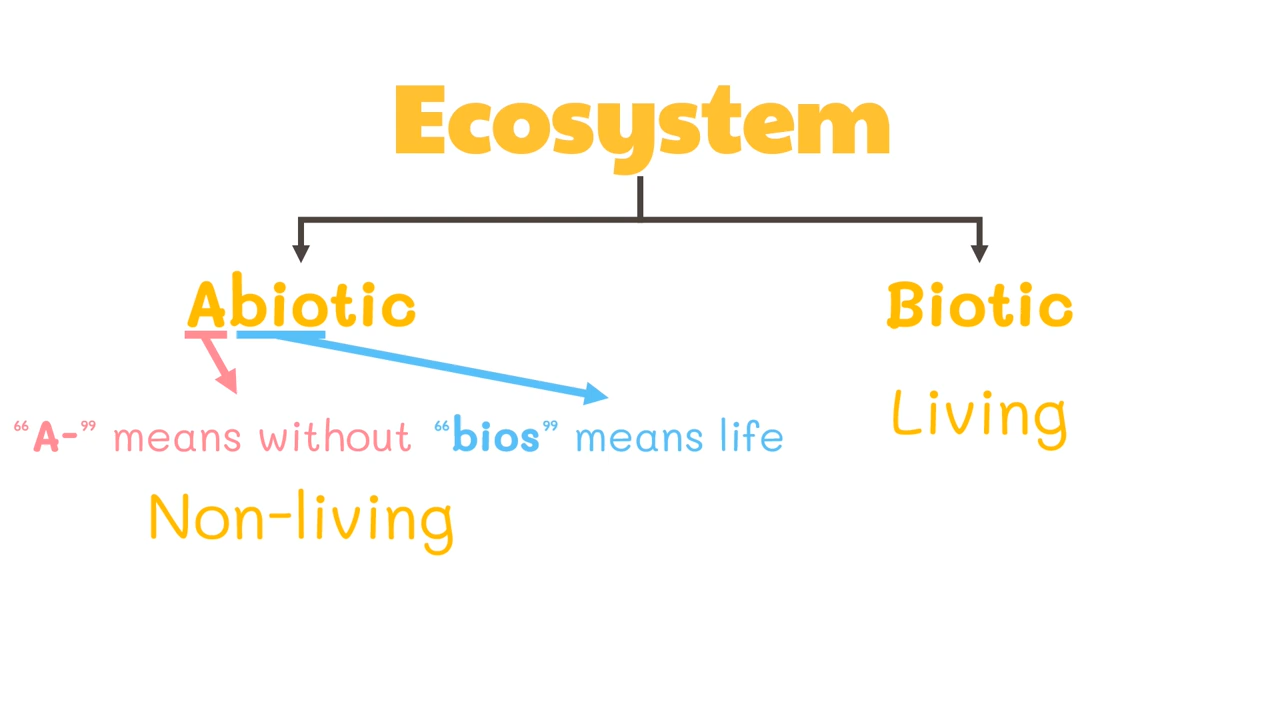 Ecosystem
Abiotic
Biotic
“A-” means without
“bios” means life
Living
Non-living